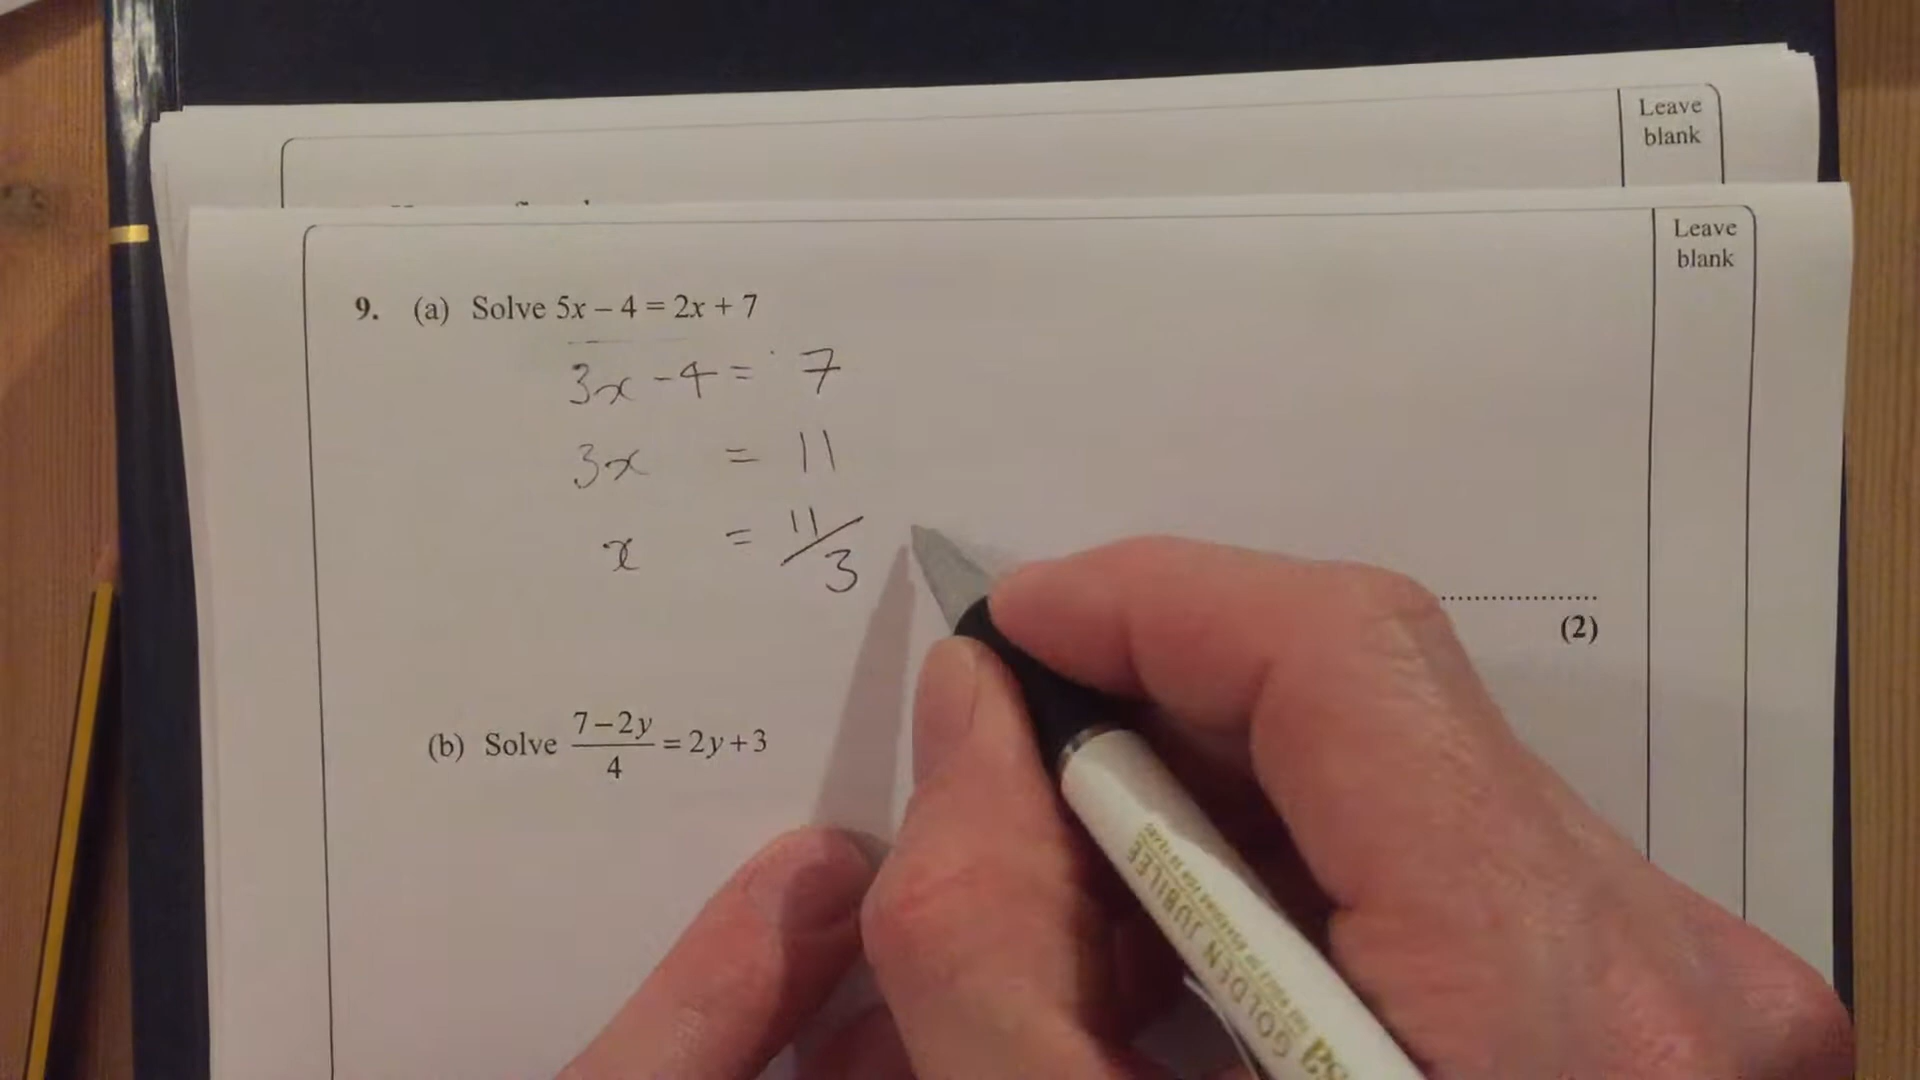 Leave
blank
Leave
blank
9. (a) Solve 5x – 4 = 2x + 7
3x - 4 = 7
3x = 11
x = 11/3
(2)
(b) Solve (7 – 2y)/4 = 2y + 3
GOLDEN JUBILEE